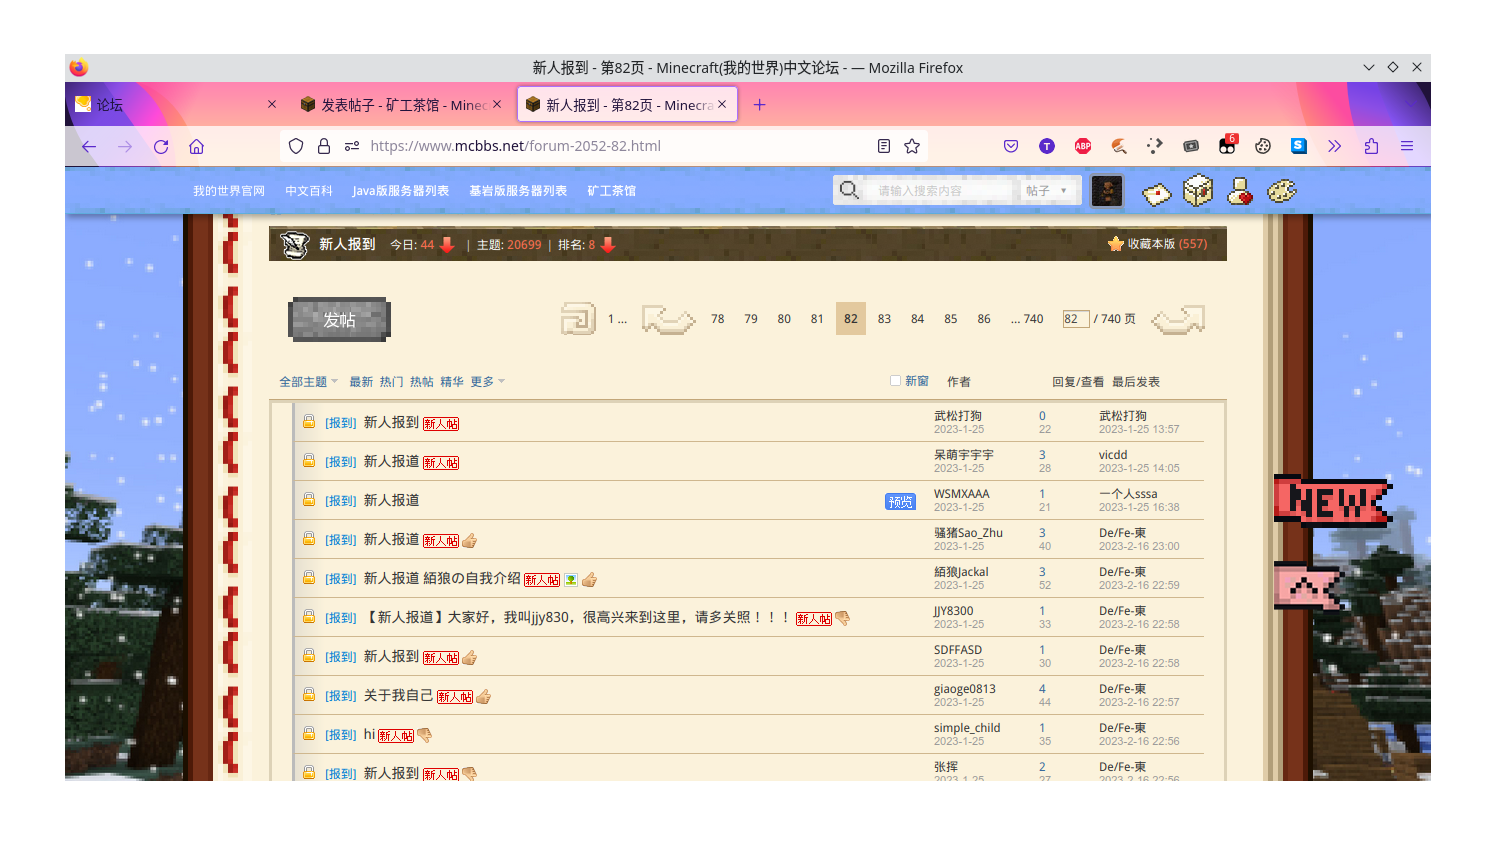 新人报到 - 第82页 - Minecraft(我的世界)中文论坛 - — Mozilla Firefox
论坛
发表帖子 - 矿工茶馆 - Minec
新人报到 - 第82页 - Minecra
https://www.mcbbs.net/forum-2052-82.html
T ABP 6 S
我的世界官网 中文百科 Java版服务器列表 基岩版服务器列表 矿工茶馆 请输入搜索内容 帖子
新人报到 今日: 44 | 主题: 20699 | 排名: 8 收藏本版 (557)
发帖 1 ... 78 79 80 81 82 83 84 85 86 ... 740 82 / 740 页
全部主题 最新 热门 热帖 精华 更多 新窗 作者 回复/查看 最后发表
[报到] 新人报到 新人帖 武松打狗 0 武松打狗
2023-1-25 22 2023-1-25 13:57
[报到] 新人报道 新人帖 呆萌宇宇宇 3 vicdd
2023-1-25 28 2023-1-25 14:05
[报到] 新人报道 预览 WSMXAAA 1 一个人sssa
2023-1-25 21 2023-1-25 16:38
NEW
[报到] 新人报道 新人帖 骚猪Sao_Zhu 3 De/Fe-東
2023-1-25 40 2023-2-16 23:00
[报到] 新人报道 絔狼の自我介绍 新人帖 絔狼Jackal 3 De/Fe-東
2023-1-25 52 2023-2-16 22:59
[报到] 【新人报道】大家好，我叫jjy830，很高兴来到这里，请多关照！！！ 新人帖 JJY8300 1 De/Fe-東
2023-1-25 33 2023-2-16 22:58
[报到] 新人报到 新人帖 SDFFASD 1 De/Fe-東
2023-1-25 30 2023-2-16 22:58
[报到] 关于我自己 新人帖 giaoge0813 4 De/Fe-東
2023-1-25 44 2023-2-16 22:57
[报到] hi 新人帖 simple_child 1 De/Fe-東
2023-1-25 35 2023-2-16 22:56
[报到] 新人报到 新人帖 张挥 2 De/Fe-東
2023-1-25 27 2023-2-16 22:56